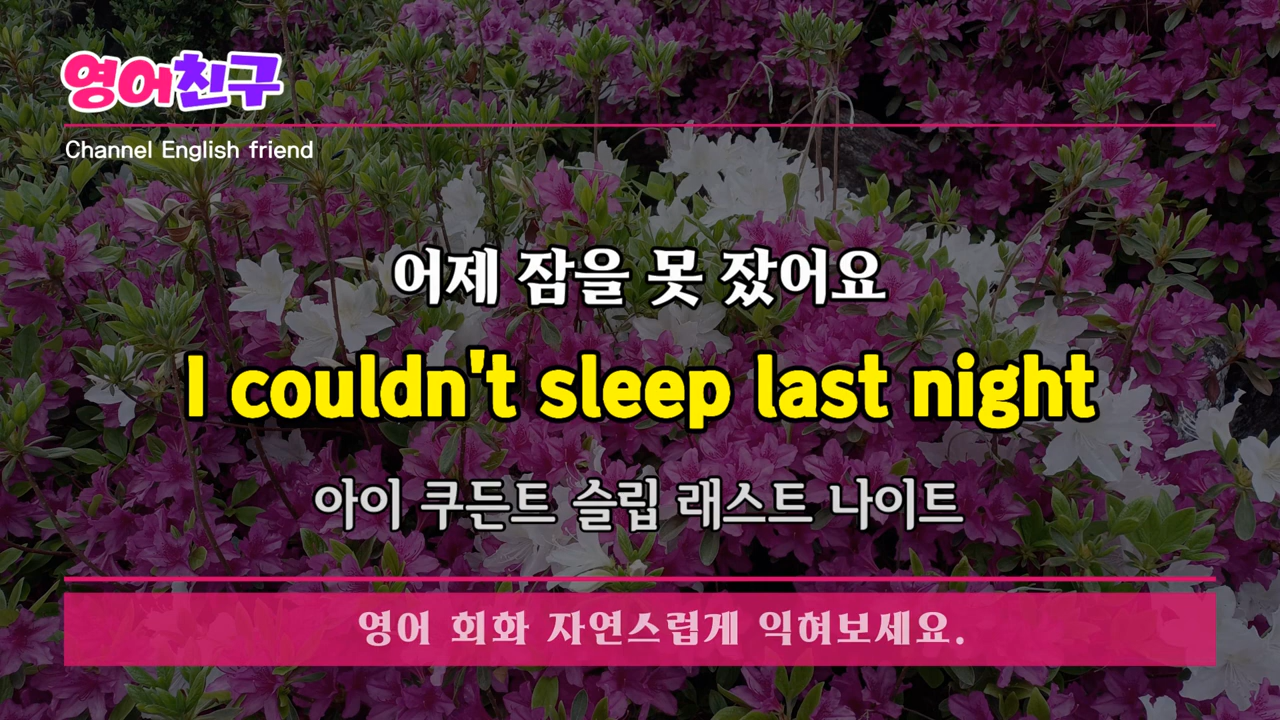 영어친구
Channel English friend
어제 잠을 못 잤어요
I couldn't sleep last night
아이 쿠든트 슬립 래스트 나이트
영어 회화 자연스럽게 익혀보세요.